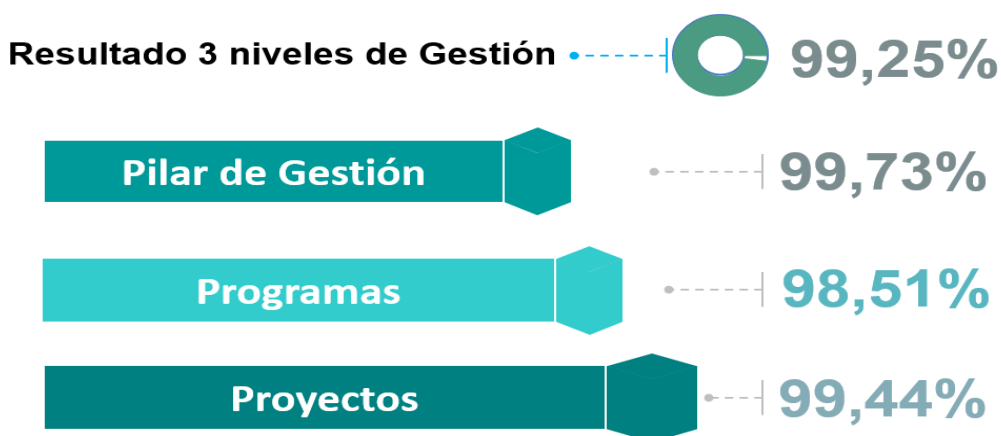 Resultado 3 niveles de Gestión 99,25%
Pilar de Gestión 99,73%
Programas 98,51%
Proyectos 99,44%